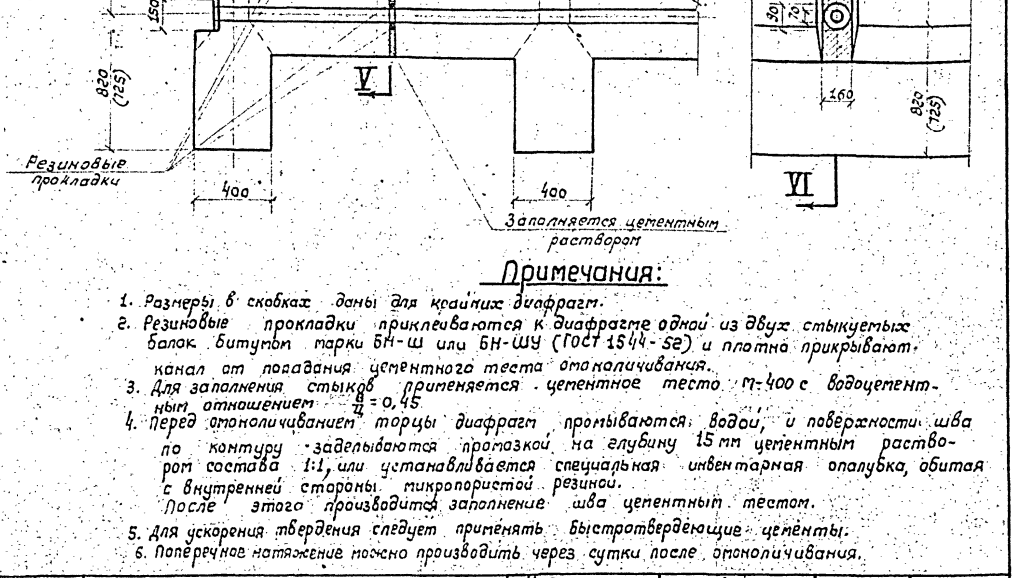 150
820
(725)
V
90
70
160
820
(725)
Резиновые
прокладки
400
400
VI
Заполняется цементным
раствором
Примечания:
1. Размеры в скобках даны для крайних диафрагм.
2. Резиновые прокладки приклеиваются к диафрагме одной из двух стыкуемых
балок битумом марки БН-Ш или БН-ШУ (ГОСТ 1544-52) и плотно прикрывают
канал от попадания цементного теста омоноличивания.
3. Для заполнения стыков применяется цементное тесто М-400 с водоцемент-
ным отношением В/Ц = 0,45
4. Перед омоноличиванием торцы диафрагм промываются водой, и поверхности шва
по контуру заделываются промазкой на глубину 15 мм цементным раство-
ром состава 1:1, или устанавливается специальная инвентарная опалубка, обитая
с внутренней стороны микропористой резиной.
После этого производится заполнение шва цементным тестом.
5. Для ускорения твердения следует применять быстротвердеющие цементы.
6. Поперечное натяжение можно производить через сутки после омоноличивания.